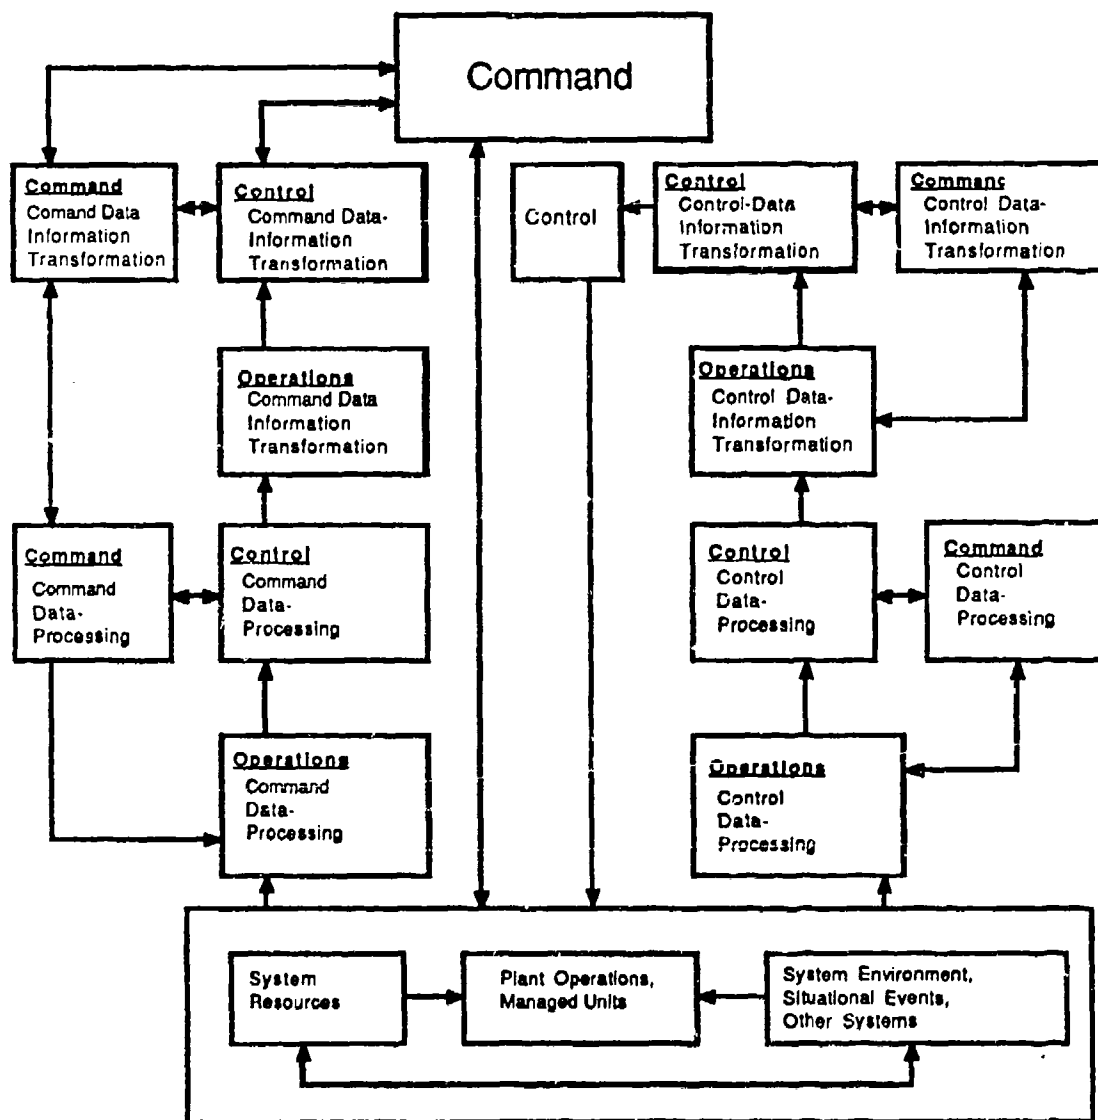 Command
Command
Comand Data
Information
Transformation
Control
Command Data-
Information
Transformation
Control
Control
Control-Data
Information
Transformation
Commanc
Control Data-
Information
Transformation
Operations
Command Data
Information
Transformation
Operations
Control Data-
Information
Transformation
Command
Command
Data-
Processing
Control
Command
Data-
Processing
Control
Control
Data-
Processing
Command
Control
Data-
Processing
Operations
Command
Data-
Processing
Operations
Control
Data-
Processing
System
Resources
Plant Operations,
Managed Units
System Environment,
Situational Events,
Other Systems